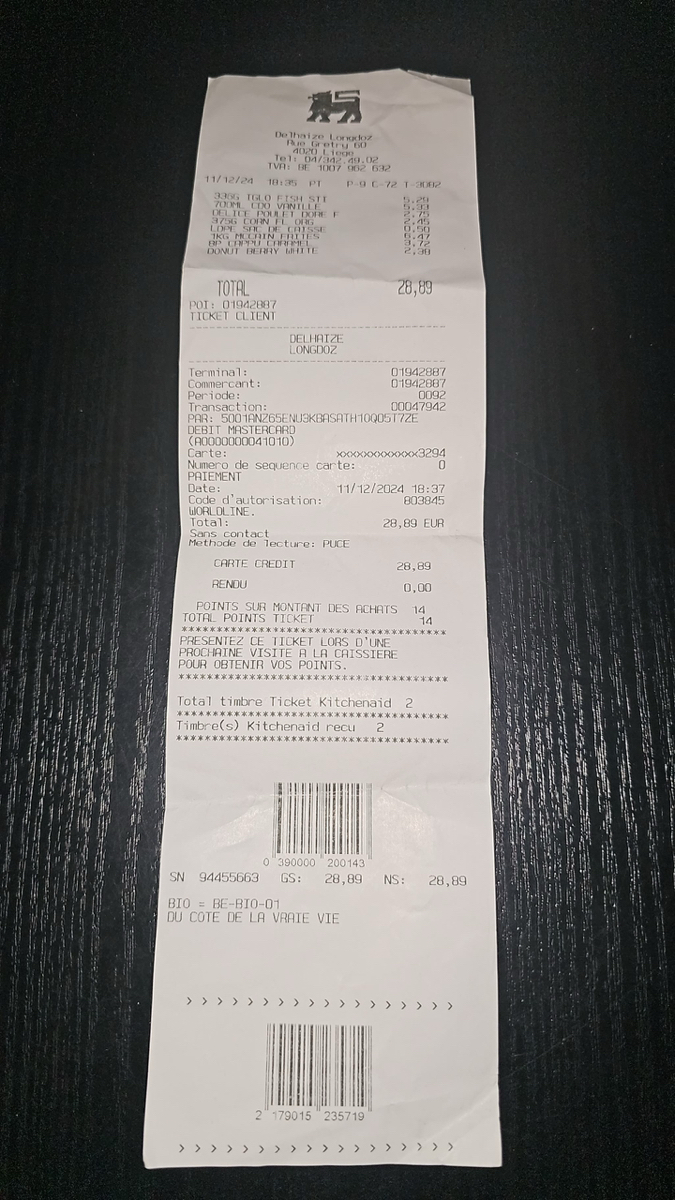 Delhaize Longdoz
Rue Gretry 60
4020 Liege
Tel: 04/342.49.02
TVA: BE 1007 962 632
11/12/24 18:35 PT P-9 C-72 T-3082
336G IGLO FISH STI 6,29
700ML CDO VANILLE 5,33
DELICE POULET DORE F 2,75
375G CORN FL ORG 2,45
LOPE SAC DE CAISSE 0,50
1KG MCCAIN FRITES 5,47
8P CAPPU CARAMEL 3,72
DONUT BERRY WHITE 2,38
TOTAL 28,89
POI: 01942887
TICKET CLIENT
DELHAIZE
LONGDOZ
Terminal: 01942887
Commercant: 01942887
Periode: 0092
Transaction: 00047942
PAR: 5001ANZ65ENU3KBASATH10QO5T7ZE
DEBIT MASTERCARD
(A0000000041010)
Carte: xxxxxxxxxxxx3294
Numero de sequence carte: 0
PAIEMENT
Date: 11/12/2024 18:37
Code d'autorisation: 803845
WORLDLINE.
Total: 28,89 EUR
Sans contact
Methode de lecture: PUCE
CARTE CREDIT 28,89
RENDU 0,00
POINTS SUR MONTANT DES ACHATS 14
TOTAL POINTS TICKET 14
********************************
PRESENTEZ CE TICKET LORS D'UNE
PROCHAINE VISITE A LA CAISSIERE
POUR OBTENIR VOS POINTS.
********************************
Total timbre Ticket Kitchenaid 2
********************************
Timbre(s) Kitchenaid recu 2
********************************
0 390000 200143
SN 94455663 GS: 28,89 NS: 28,89
BIO = BE-BIO-01
DU COTE DE LA VRAIE VIE
> > > > > > > > > > > > > > > > > >
2 179015 235719
> > > > > > > > > > > > > > > > > >